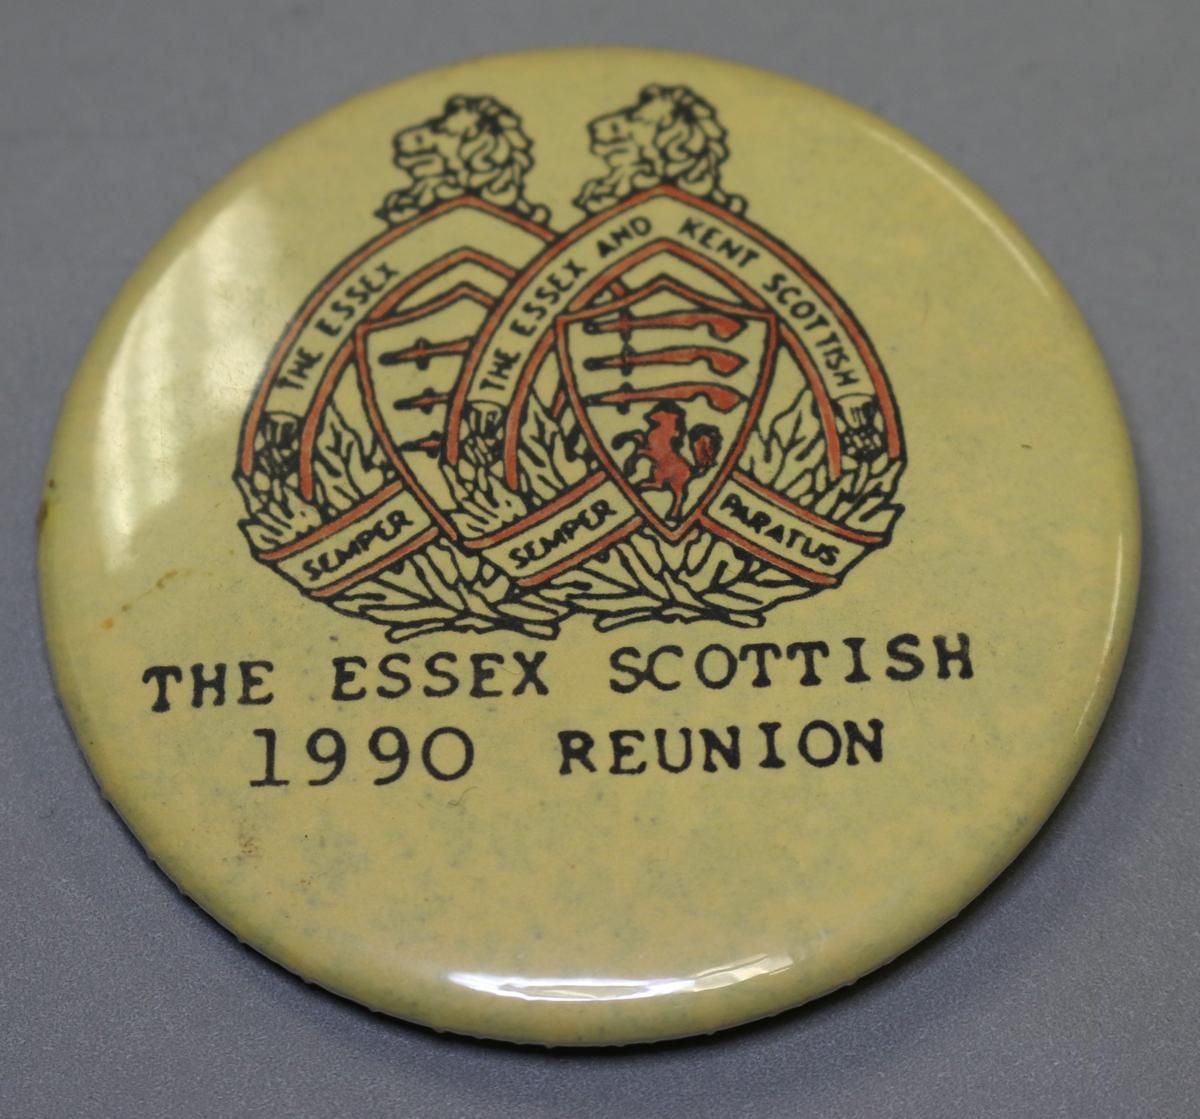 THE ESSEX
SEMPER
THE ESSEX AND KENT SCOTTISH
SEMPER PARATUS
THE ESSEX SCOTTISH
1990 REUNION